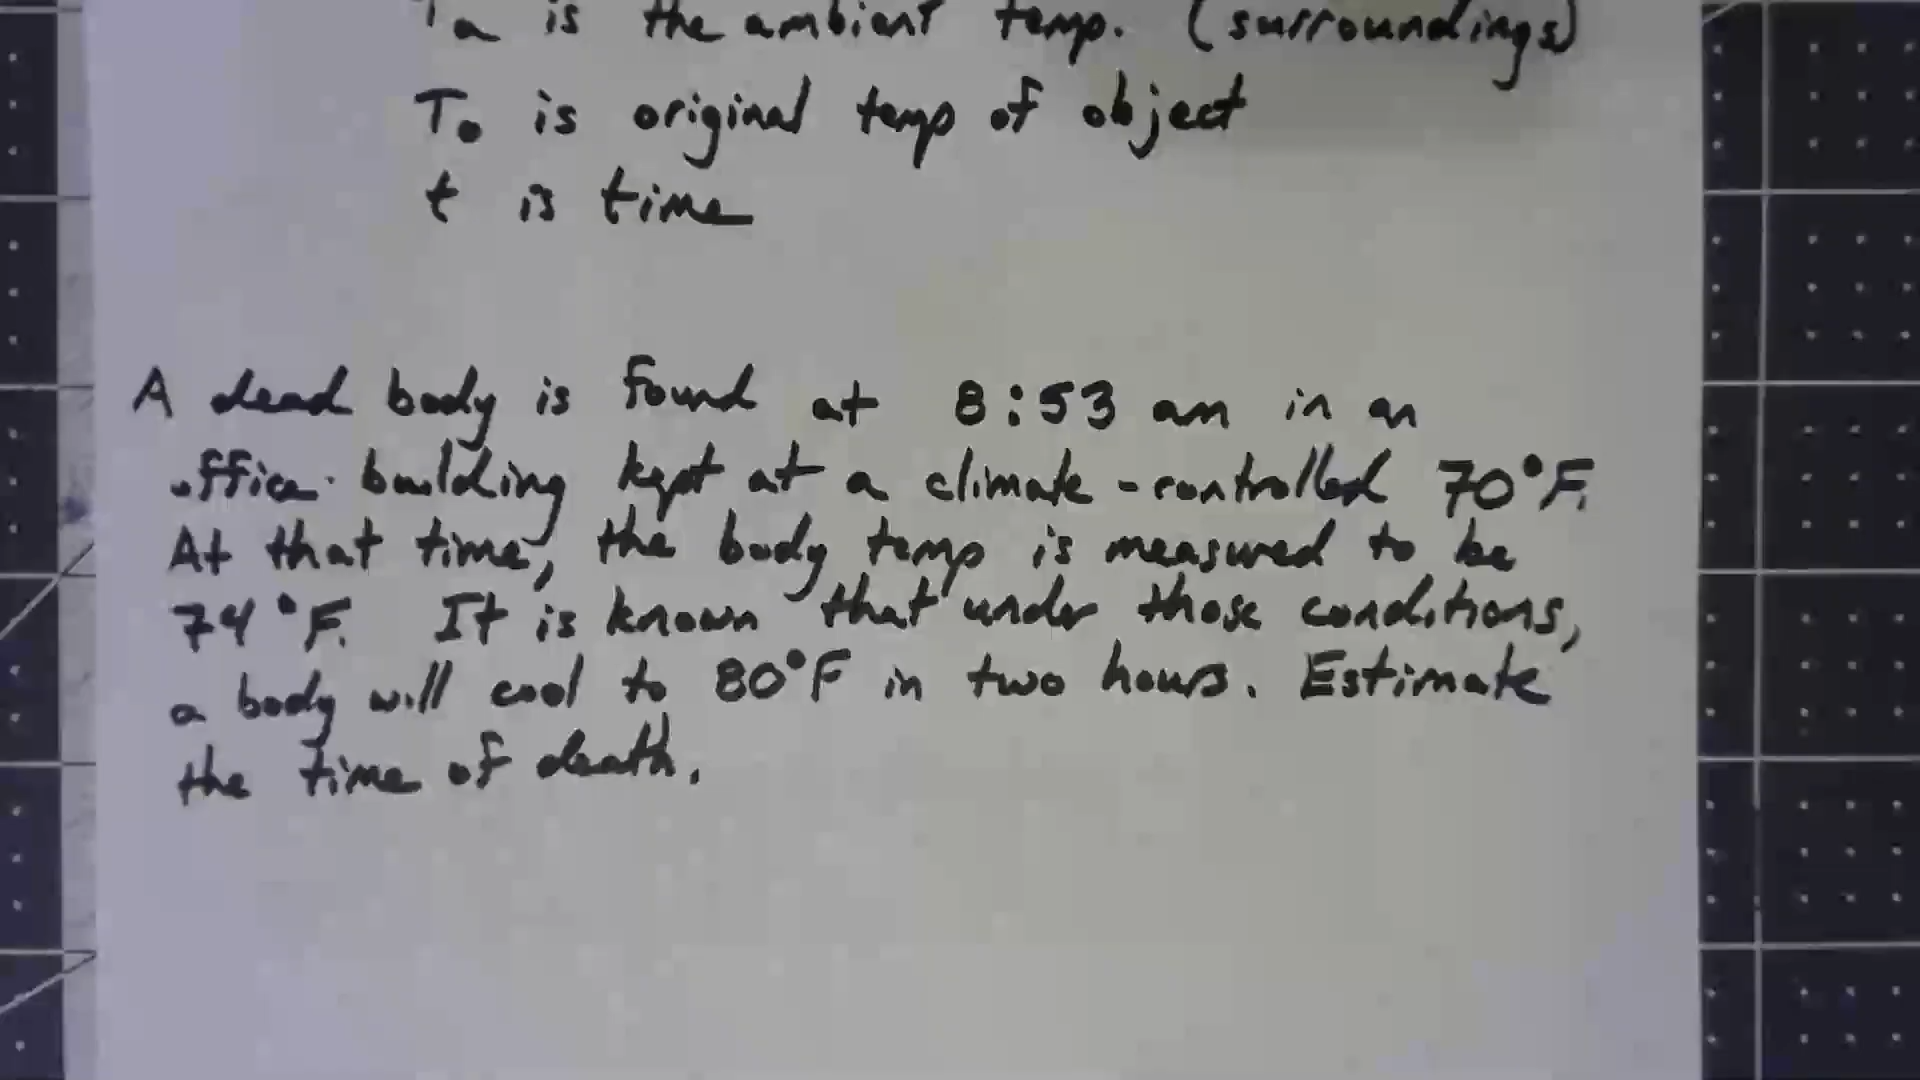 Ta is the ambient temp. (surroundings)
To is original temp of object
t is time
A dead body is found at 8:53 am in an
office building kept at a climate-controlled 70°F.
At that time, the body temp is measured to be
74°F. It is known that under those conditions,
a body will cool to 80°F in two hours. Estimate
the time of death.